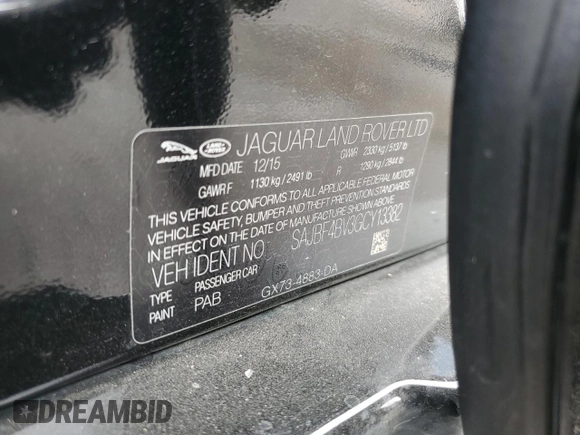 JAGUAR LAND ROVER JAGUAR LAND ROVER LTD
MFD DATE 12/15 GVWR 2330 kg / 5137 lb
GAWR F 1130 kg / 2491 lb R 1290 kg / 2844 lb
THIS VEHICLE CONFORMS TO ALL APPLICABLE FEDERAL MOTOR
VEHICLE SAFETY, BUMPER AND THEFT PREVENTION STANDARDS
IN EFFECT ON THE DATE OF MANUFACTURE SHOWN ABOVE
VEH IDENT NO SAJBF4BV3GCY13382
TYPE PASSENGER CAR
PAINT PAB GX73-4883-DA
DREAMBID